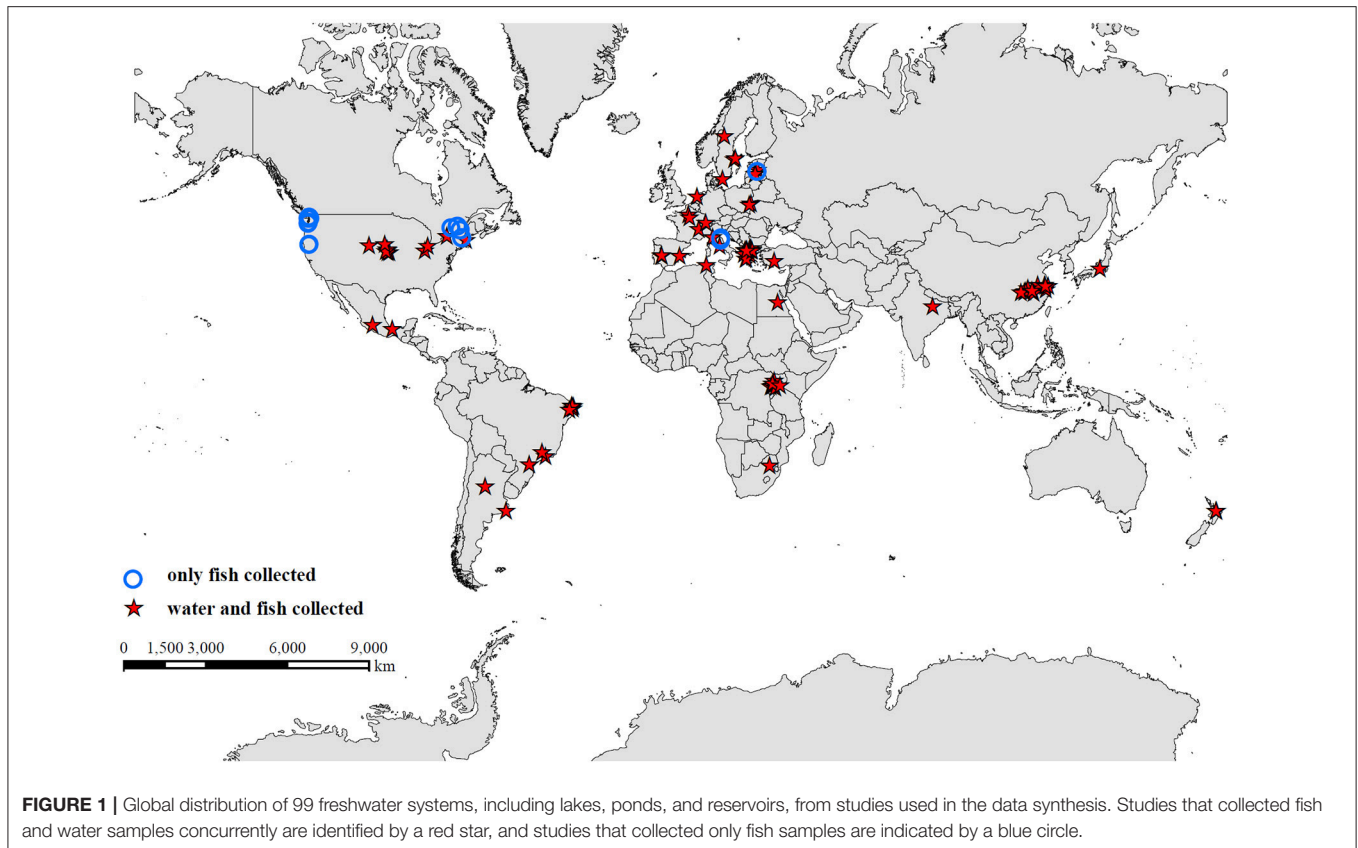 only fish collected
water and fish collected
0 1,500 3,000 6,000 9,000
km
FIGURE 1 | Global distribution of 99 freshwater systems, including lakes, ponds, and reservoirs, from studies used in the data synthesis. Studies that collected fish
and water samples concurrently are identified by a red star, and studies that collected only fish samples are indicated by a blue circle.